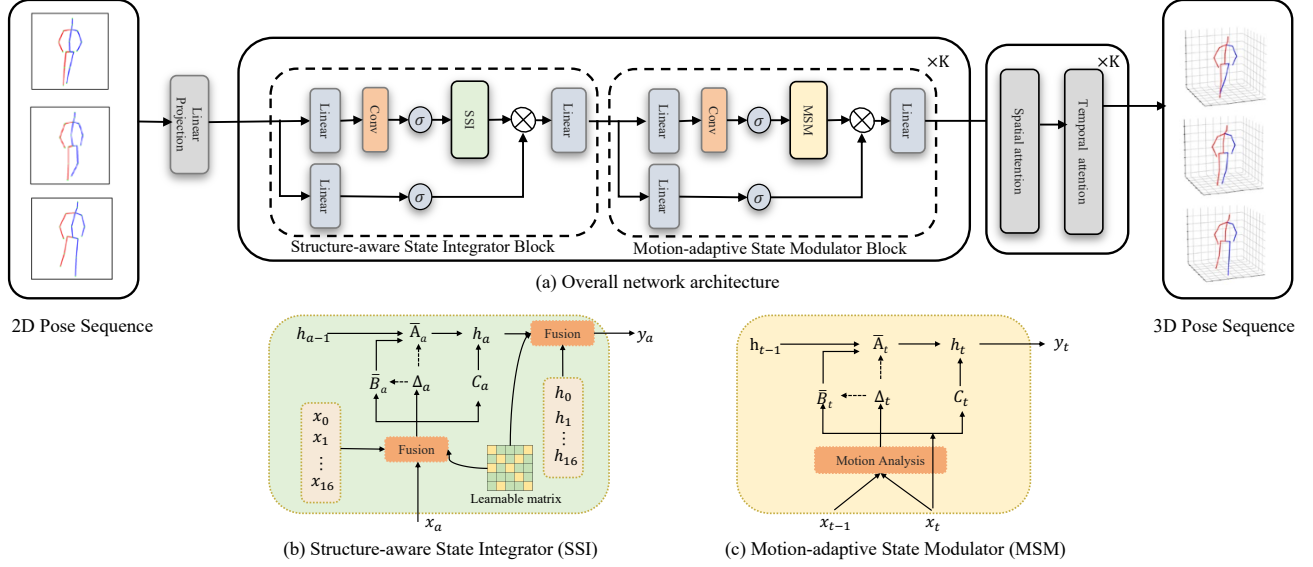 ×K
×K
Linear
Projection
Linear
Conv
σ
SSI
Linear
Linear
σ
Structure-aware State Integrator Block
Linear
Conv
σ
MSM
Linear
Linear
σ
Motion-adaptive State Modulator Block
Spatial attention
Temporal attention
(a) Overall network architecture
2D Pose Sequence
3D Pose Sequence
h_{a−1}
A̅_a
h_a
Fusion
y_a
B̅_a
Δ_a
C_a
x_0
x_1
⋮
x_16
Fusion
h_0
h_1
⋮
h_16
Learnable matrix
x_a
(b) Structure-aware State Integrator (SSI)
h_{t−1}
A̅_t
h_t
y_t
B̅_t
Δ_t
C_t
Motion Analysis
x_{t−1}
x_t
(c) Motion-adaptive State Modulator (MSM)